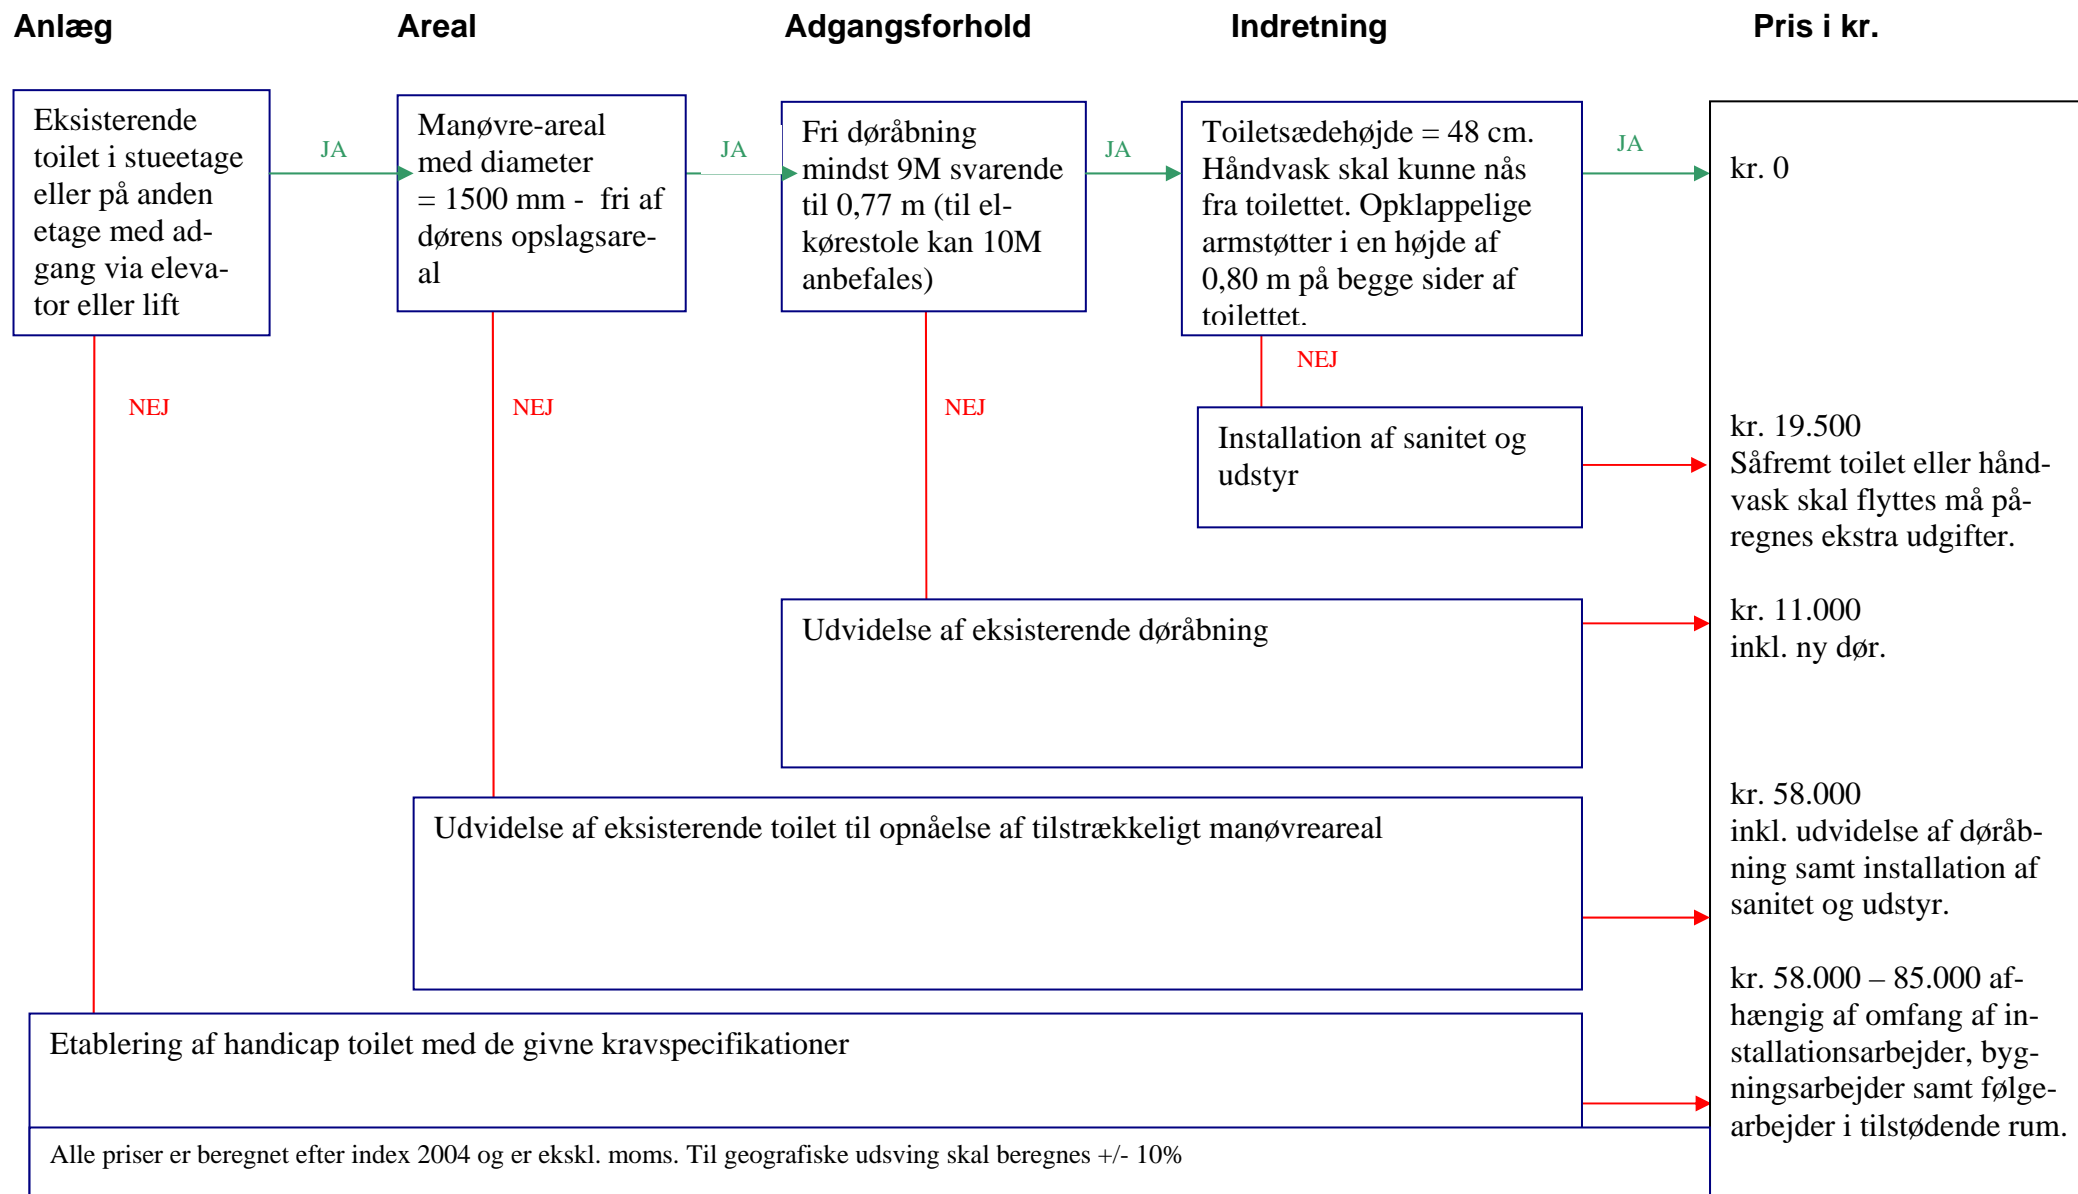 Anlæg Areal Adgangsforhold Indretning Pris i kr.
Eksisterende
toilet i stueetage
eller på anden
etage med ad-
gang via eleva-
tor eller lift
JA
Manøvre-areal
med diameter
= 1500 mm - fri af
dørens opslagsare-
al
JA
Fri døråbning
mindst 9M svarende
til 0,77 m (til el-
kørestole kan 10M
anbefales)
JA
Toiletsædehøjde = 48 cm.
Håndvask skal kunne nås
fra toilettet. Opklappelige
armstøtter i en højde af
0,80 m på begge sider af
toilettet.
JA
kr. 0
NEJ
NEJ
NEJ
NEJ
Installation af sanitet og
udstyr
kr. 19.500
Såfremt toilet eller hånd-
vask skal flyttes må på-
regnes ekstra udgifter.
Udvidelse af eksisterende døråbning
kr. 11.000
inkl. ny dør.
Udvidelse af eksisterende toilet til opnåelse af tilstrækkeligt manøvreareal
kr. 58.000
inkl. udvidelse af døråb-
ning samt installation af
sanitet og udstyr.
Etablering af handicap toilet med de givne kravspecifikationer
kr. 58.000 – 85.000 af-
hængig af omfang af in-
stallationsarbejder, byg-
ningsarbejder samt følge-
arbejder i tilstødende rum.
Alle priser er beregnet efter index 2004 og er ekskl. moms. Til geografiske udsving skal beregnes +/- 10%